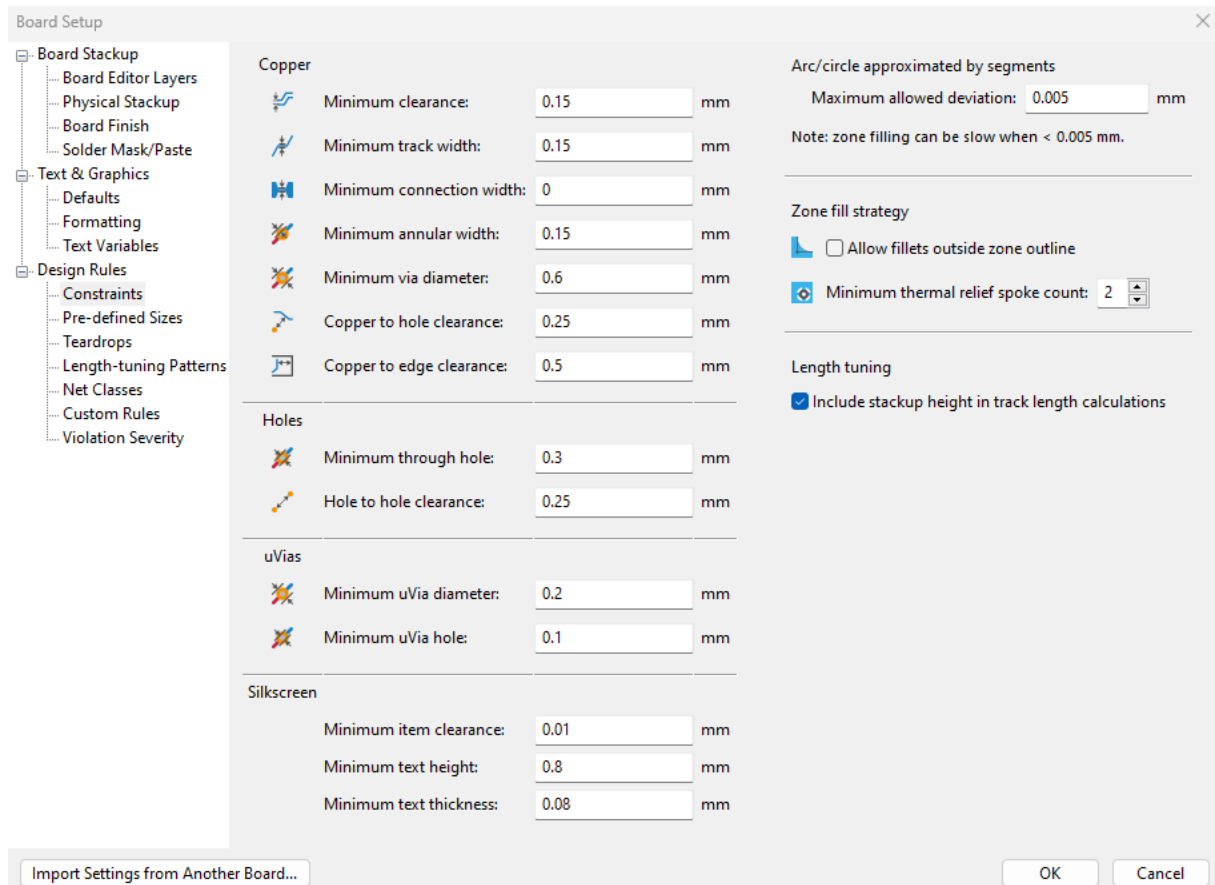 Board Setup
Board Stackup
Board Editor Layers
Physical Stackup
Board Finish
Solder Mask/Paste
Text & Graphics
Defaults
Formatting
Text Variables
Design Rules
Constraints
Pre-defined Sizes
Teardrops
Length-tuning Patterns
Net Classes
Custom Rules
Violation Severity
Copper
Minimum clearance: 0.15 mm
Minimum track width: 0.15 mm
Minimum connection width: 0 mm
Minimum annular width: 0.15 mm
Minimum via diameter: 0.6 mm
Copper to hole clearance: 0.25 mm
Copper to edge clearance: 0.5 mm
Holes
Minimum through hole: 0.3 mm
Hole to hole clearance: 0.25 mm
uVias
Minimum uVia diameter: 0.2 mm
Minimum uVia hole: 0.1 mm
Silkscreen
Minimum item clearance: 0.01 mm
Minimum text height: 0.8 mm
Minimum text thickness: 0.08 mm
Arc/circle approximated by segments
Maximum allowed deviation: 0.005 mm
Note: zone filling can be slow when < 0.005 mm.
Zone fill strategy
Allow fillets outside zone outline
Minimum thermal relief spoke count: 2
Length tuning
Include stackup height in track length calculations
Import Settings from Another Board...
OK
Cancel